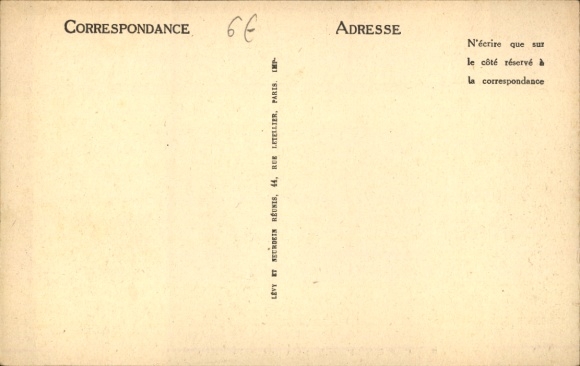 CORRESPONDANCE
6€
ADRESSE
N'écrire que sur
le côté réservé à
la correspondance
LÉVY ET NEURDEIN RÉUNIS, 44, RUE LETELLIER, PARIS. IMP-